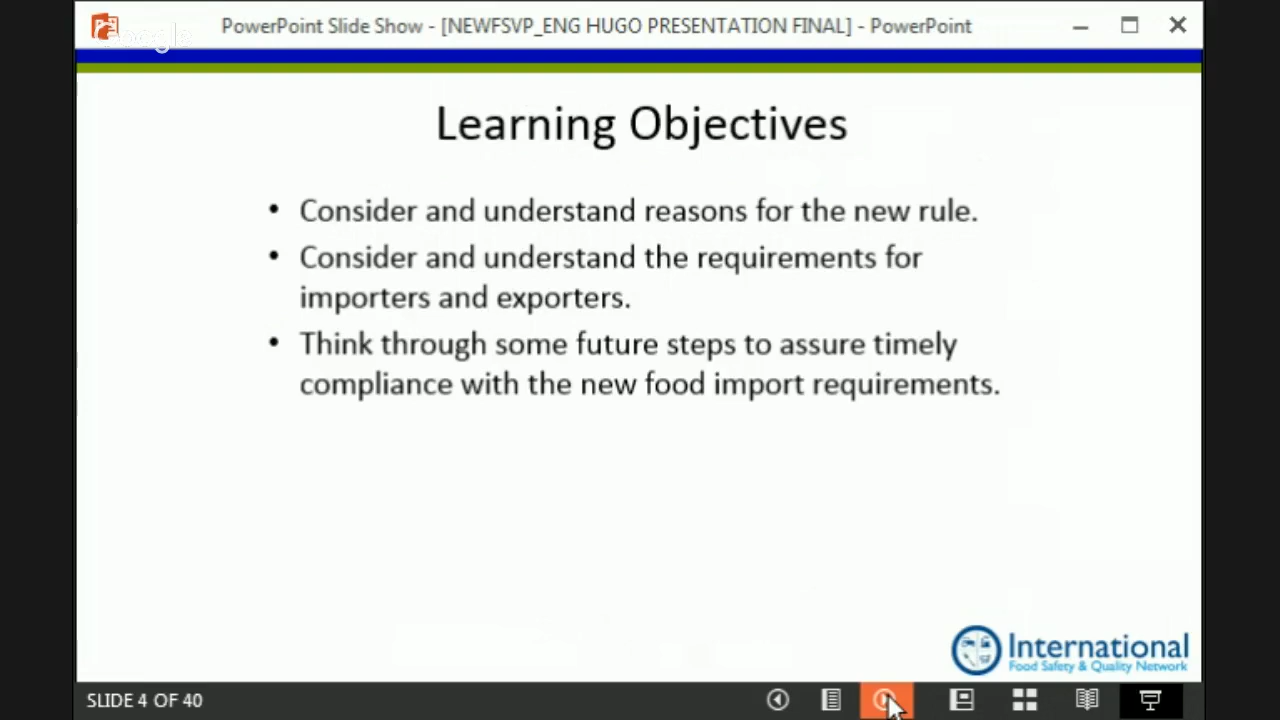 PowerPoint Slide Show - [NEWFSVP_ENG HUGO PRESENTATION FINAL] - PowerPoint
Google
Learning Objectives
• Consider and understand reasons for the new rule.
• Consider and understand the requirements for
importers and exporters.
• Think through some future steps to assure timely
compliance with the new food import requirements.
International
Food Safety & Quality Network
SLIDE 4 OF 40